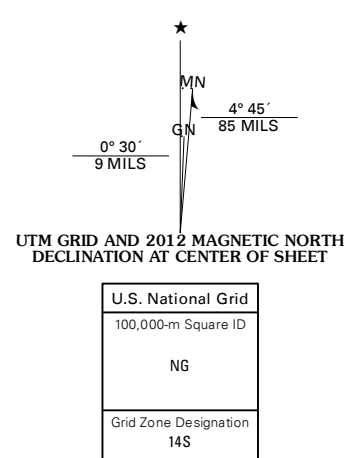 ★
MN
4° 45´
85 MILS
GN
0° 30´
9 MILS
UTM GRID AND 2012 MAGNETIC NORTH
DECLINATION AT CENTER OF SHEET
U.S. National Grid
100,000-m Square ID
NG
Grid Zone Designation
14S